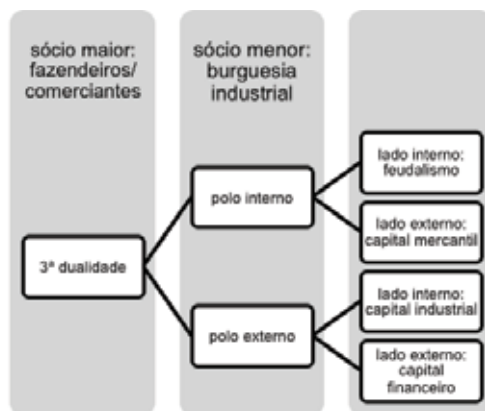 sócio maior:
fazendeiros/
comerciantes
sócio menor:
burguesia
industrial
3ª dualidade
polo interno
polo externo
lado interno:
feudalismo
lado externo:
capital mercantil
lado interno:
capital industrial
lado externo:
capital
financeiro